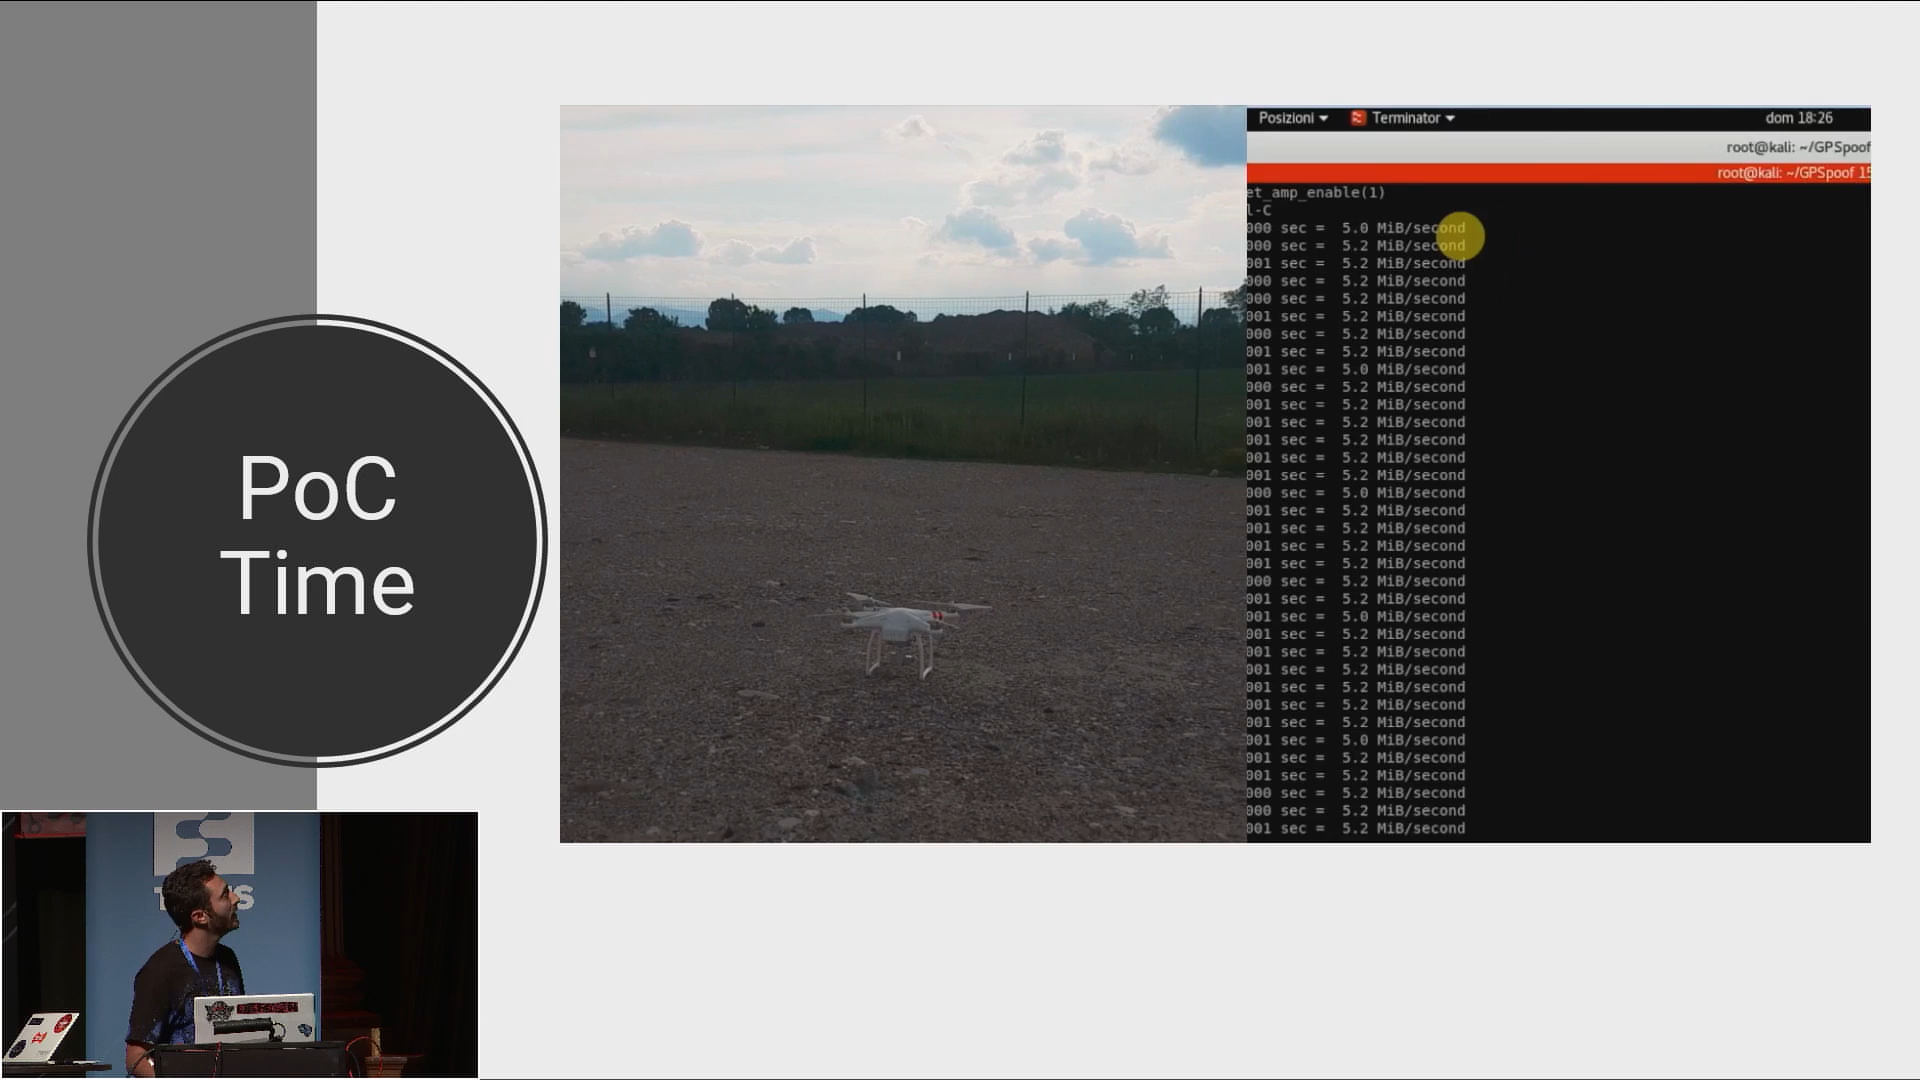 PoC
Time
Posizioni
Terminator
dom 18:26
root@kali: ~/GPSpoof
root@kali: ~/GPSpoof 15
et_amp_enable(1)
l-C
000 sec = 5.0 MiB/second
000 sec = 5.2 MiB/second
001 sec = 5.2 MiB/second
000 sec = 5.2 MiB/second
000 sec = 5.2 MiB/second
001 sec = 5.2 MiB/second
000 sec = 5.2 MiB/second
001 sec = 5.2 MiB/second
001 sec = 5.0 MiB/second
000 sec = 5.2 MiB/second
001 sec = 5.2 MiB/second
001 sec = 5.2 MiB/second
001 sec = 5.2 MiB/second
001 sec = 5.2 MiB/second
001 sec = 5.2 MiB/second
000 sec = 5.0 MiB/second
001 sec = 5.2 MiB/second
001 sec = 5.2 MiB/second
001 sec = 5.2 MiB/second
001 sec = 5.2 MiB/second
000 sec = 5.2 MiB/second
001 sec = 5.2 MiB/second
001 sec = 5.0 MiB/second
001 sec = 5.2 MiB/second
001 sec = 5.2 MiB/second
001 sec = 5.2 MiB/second
001 sec = 5.2 MiB/second
001 sec = 5.2 MiB/second
001 sec = 5.2 MiB/second
001 sec = 5.0 MiB/second
001 sec = 5.2 MiB/second
001 sec = 5.2 MiB/second
000 sec = 5.2 MiB/second
000 sec = 5.2 MiB/second
001 sec = 5.2 MiB/second